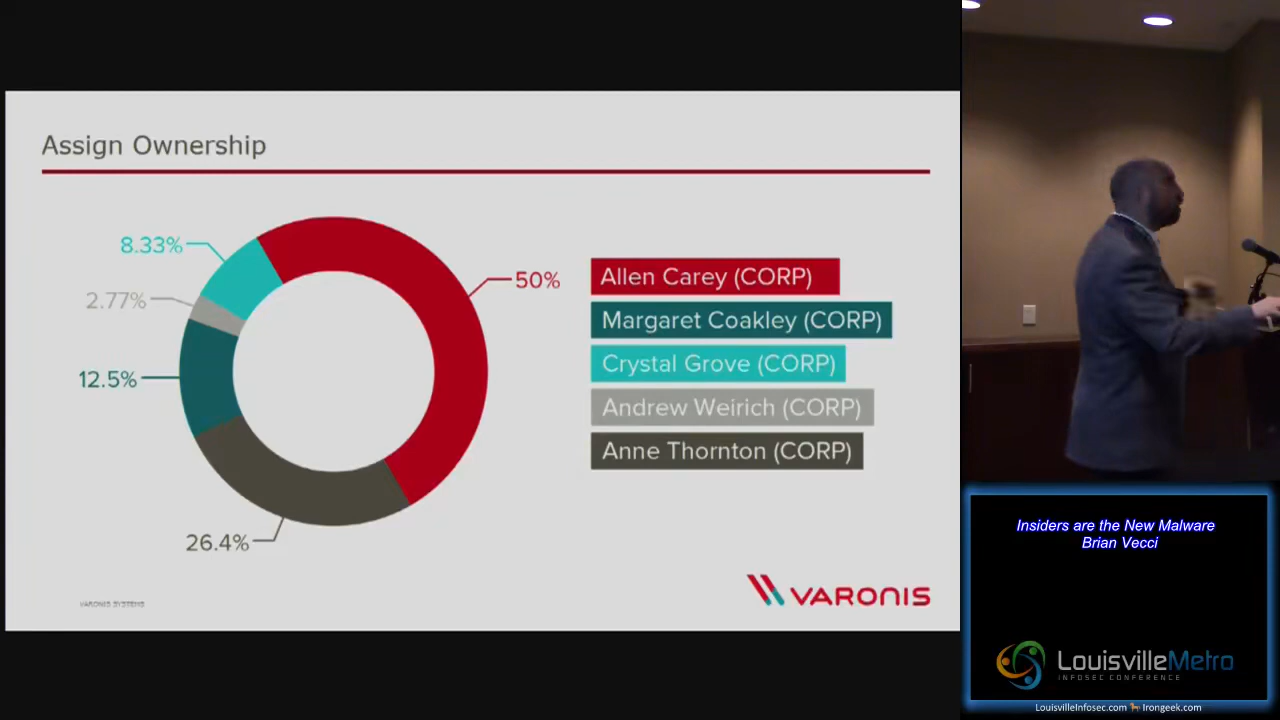 Assign Ownership
8.33%
2.77%
12.5%
26.4%
50%
Allen Carey (CORP)
Margaret Coakley (CORP)
Crystal Grove (CORP)
Andrew Weirich (CORP)
Anne Thornton (CORP)
VARONIS SYSTEMS
VARONIS
Insiders are the New Malware
Brian Vecci
LouisvilleMetro
INFOSEC CONFERENCE
LouisvilleInfosec.com Irongeek.com